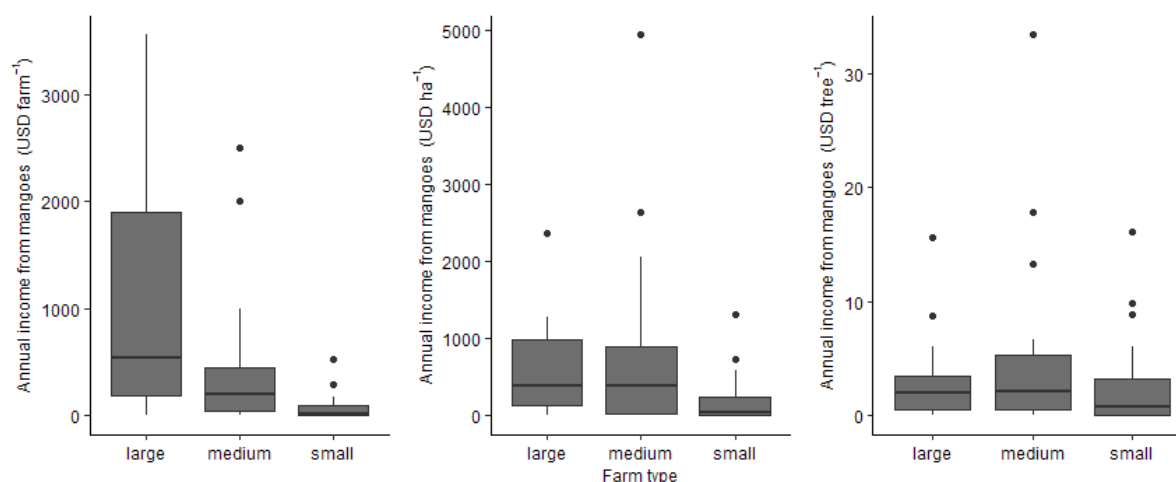 Annual income from mangoes (USD farm⁻¹)
3000
2000
1000
0
large medium small
Annual income from mangoes (USD ha⁻¹)
5000
4000
3000
2000
1000
0
large medium small
Farm type
Annual income from mangoes (USD tree⁻¹)
30
20
10
0
large medium small